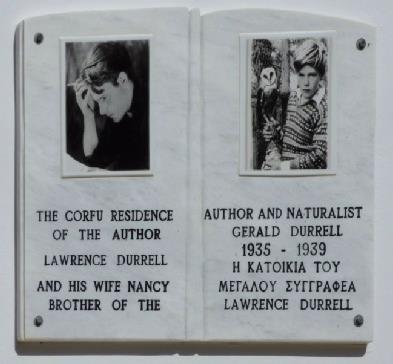 THE CORFU RESIDENCE
OF THE AUTHOR
LAWRENCE DURRELL
AND HIS WIFE NANCY
BROTHER OF THE
AUTHOR AND NATURALIST
GERALD DURRELL
1935 - 1939
Η ΚΑΤΟΙΚΙΑ ΤΟΥ
ΜΕΓΑΛΟΥ ΣΥΓΓΡΑΦΕΑ
LAWRENCE DURRELL